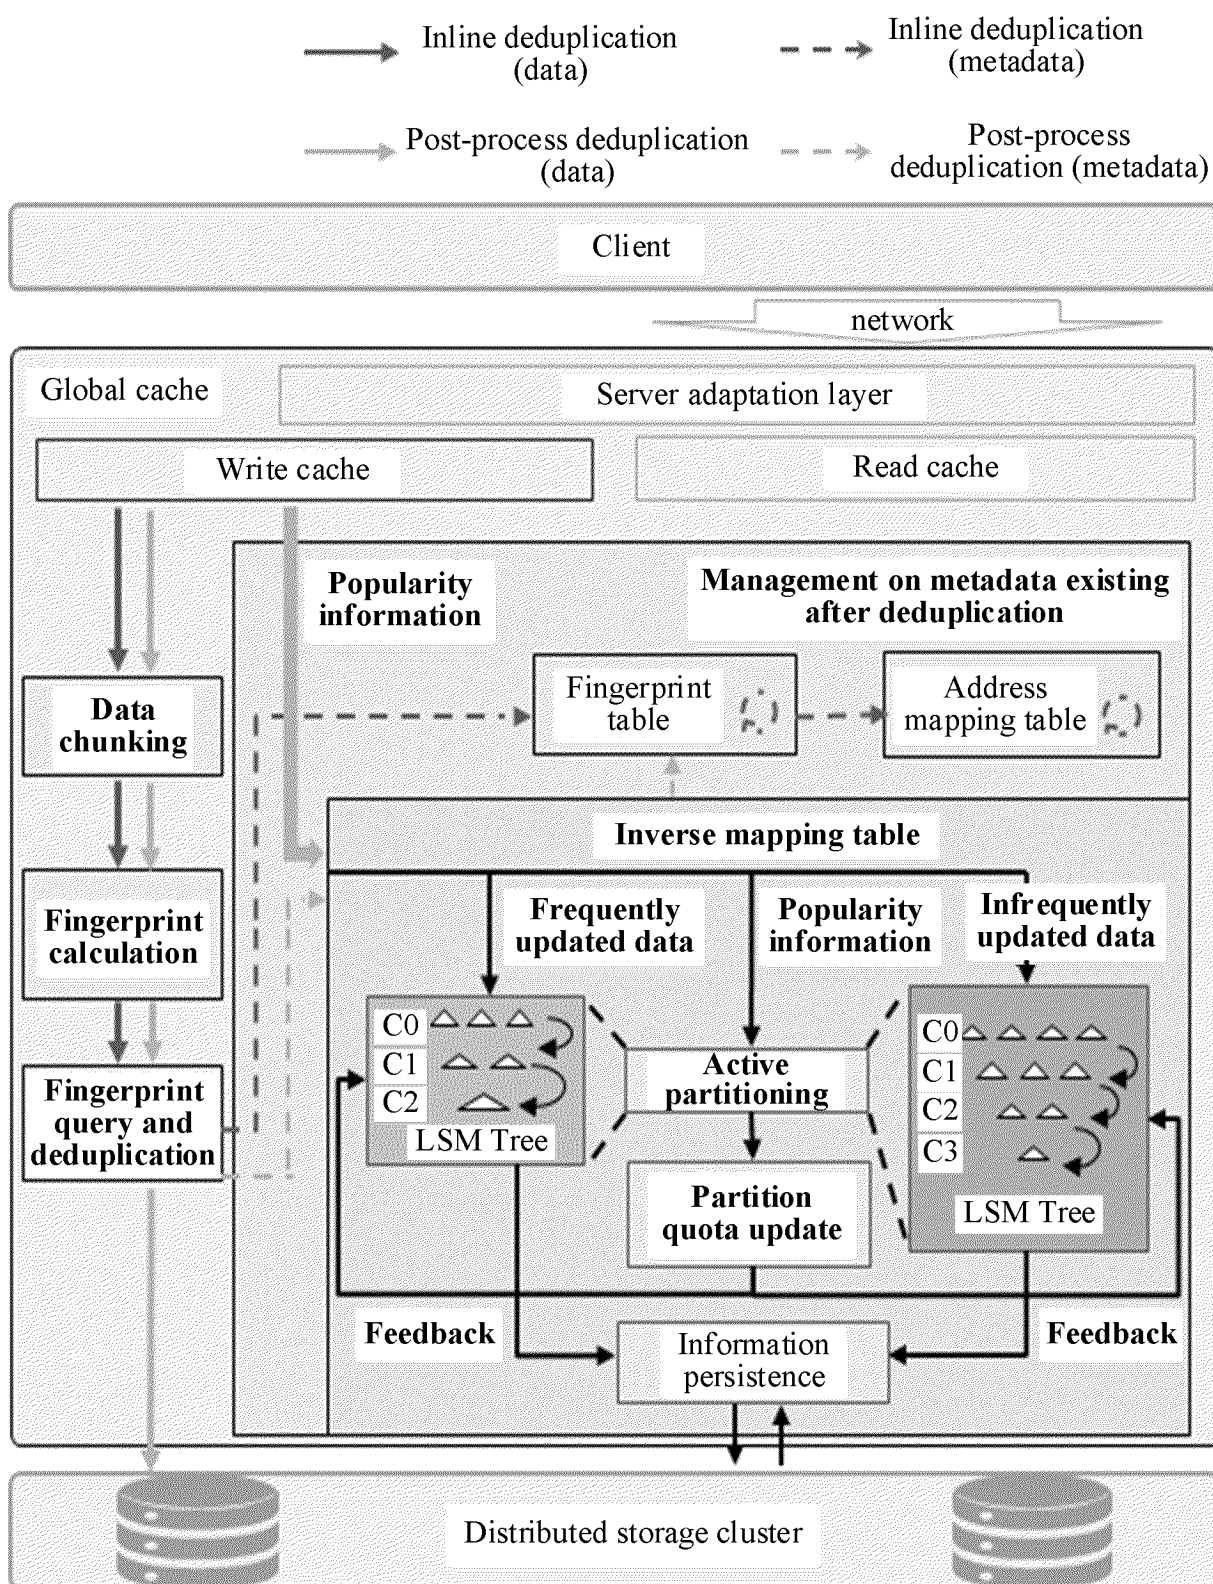 Inline deduplication
(data)
Inline deduplication
(metadata)
Post-process deduplication
(data)
Post-process
deduplication (metadata)
Client
network
Global cache
Server adaptation layer
Write cache
Read cache
Popularity
information
Management on metadata existing
after deduplication
Fingerprint
table
Address
mapping table
Data
chunking
Inverse mapping table
Fingerprint
calculation
Frequently
updated data
Popularity
information
Infrequently
updated data
C0
C1
C2
LSM Tree
Active
partitioning
C0
C1
C2
C3
LSM Tree
Fingerprint
query and
deduplication
Partition
quota update
Feedback
Information
persistence
Feedback
Distributed storage cluster